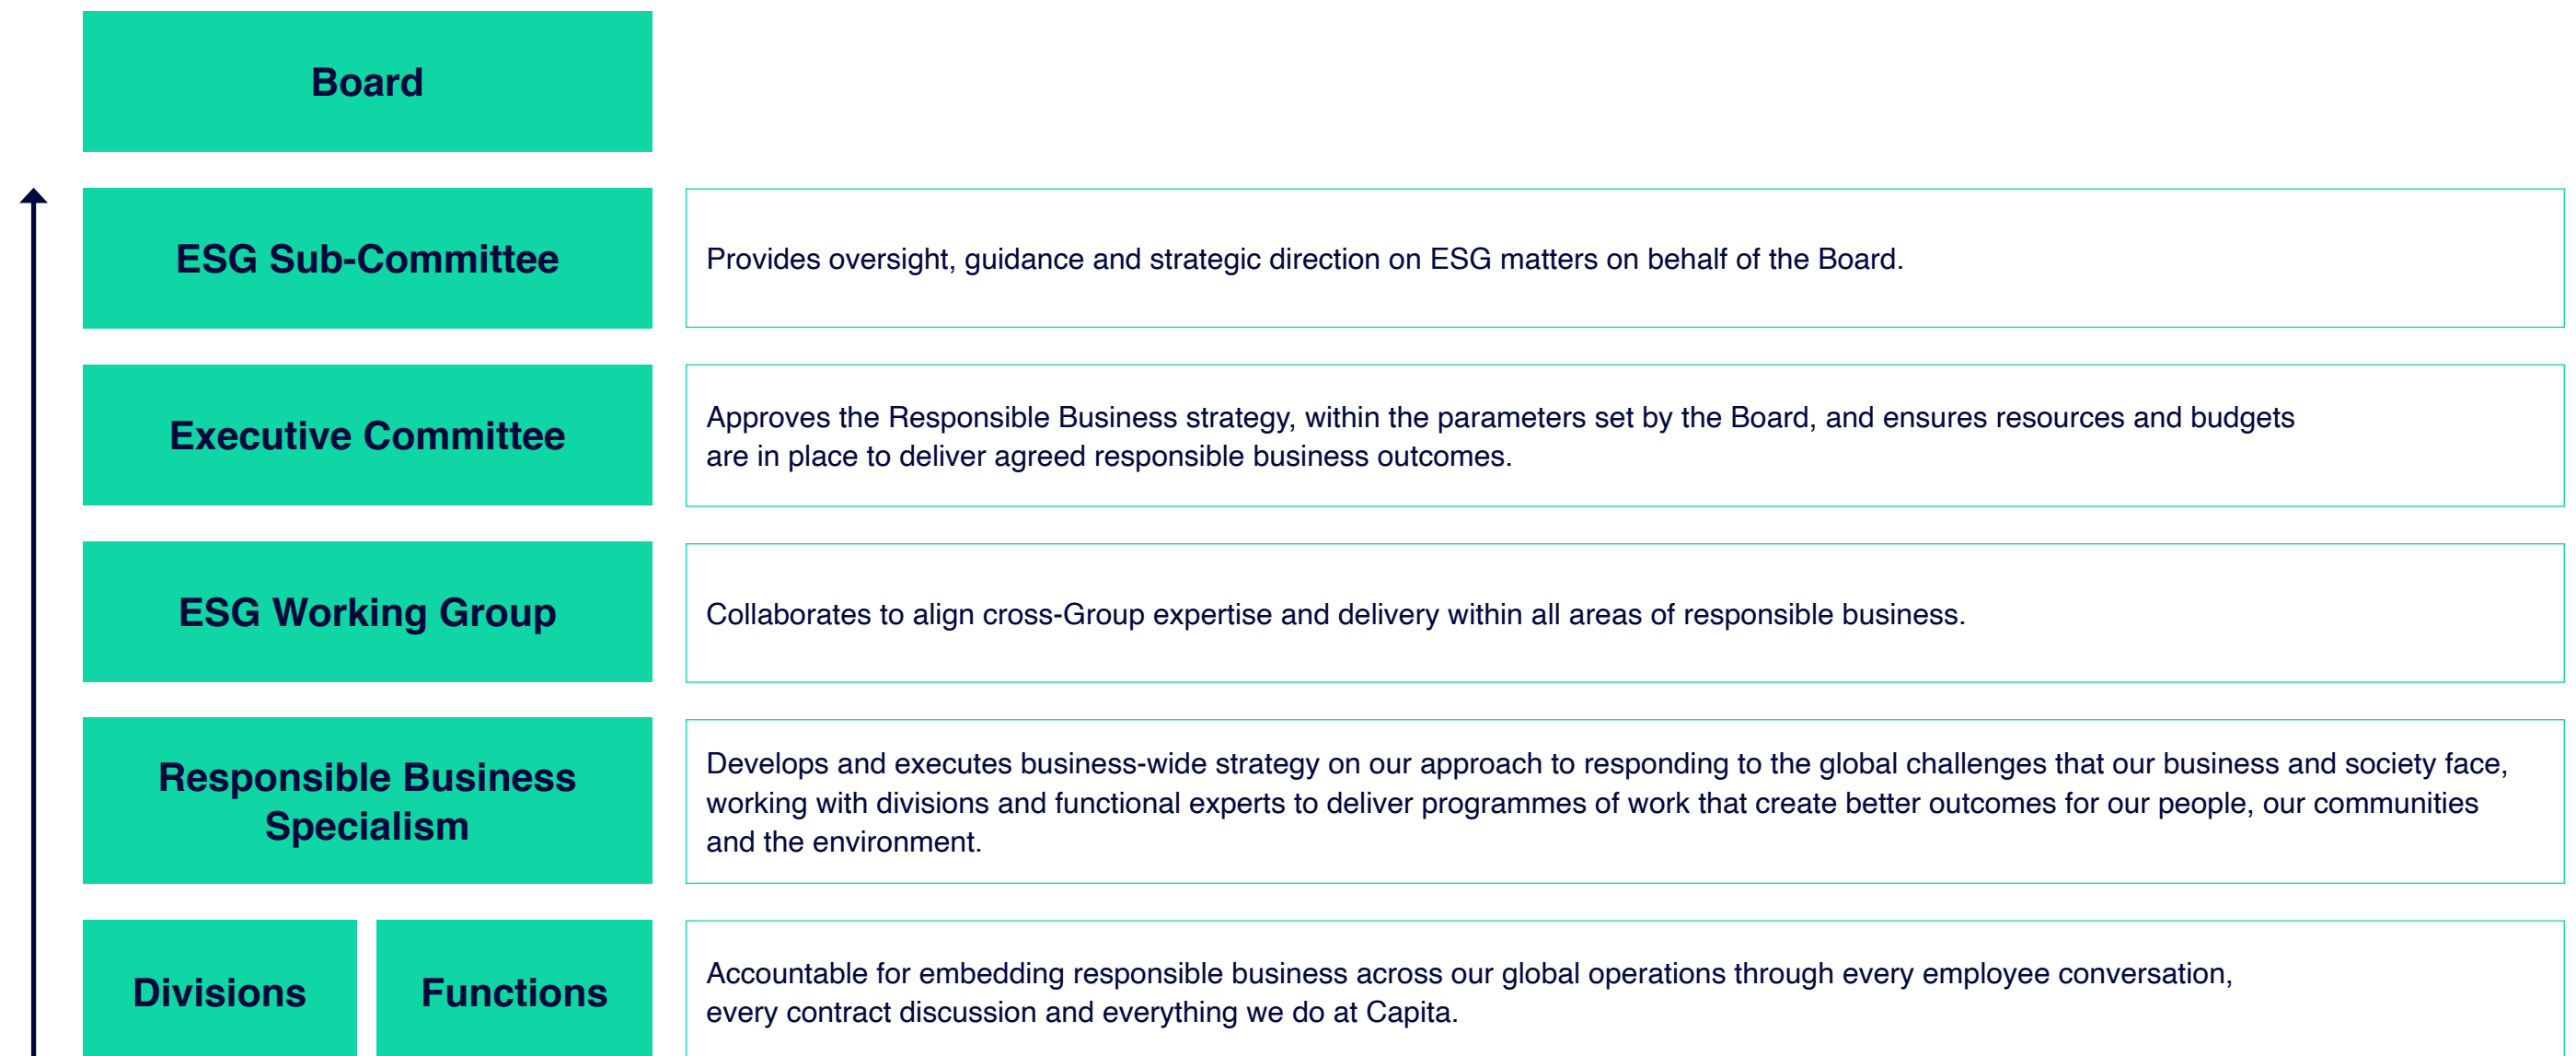 Board
ESG Sub-Committee
Provides oversight, guidance and strategic direction on ESG matters on behalf of the Board.
Executive Committee
Approves the Responsible Business strategy, within the parameters set by the Board, and ensures resources and budgets
are in place to deliver agreed responsible business outcomes.
ESG Working Group
Collaborates to align cross-Group expertise and delivery within all areas of responsible business.
Responsible Business
Specialism
Develops and executes business-wide strategy on our approach to responding to the global challenges that our business and society face,
working with divisions and functional experts to deliver programmes of work that create better outcomes for our people, our communities
and the environment.
Divisions
Functions
Accountable for embedding responsible business across our global operations through every employee conversation,
every contract discussion and everything we do at Capita.